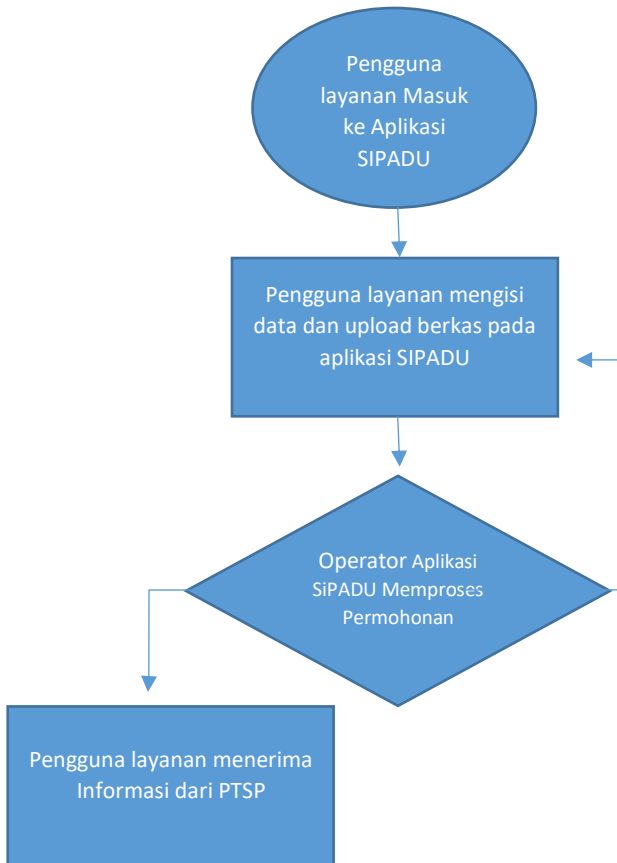 Pengguna
layanan Masuk
ke Aplikasi
SIPADU
Pengguna layanan mengisi
data dan upload berkas pada
aplikasi SIPADU
Operator Aplikasi
SiPADU Memproses
Permohonan
Pengguna layanan menerima
Informasi dari PTSP